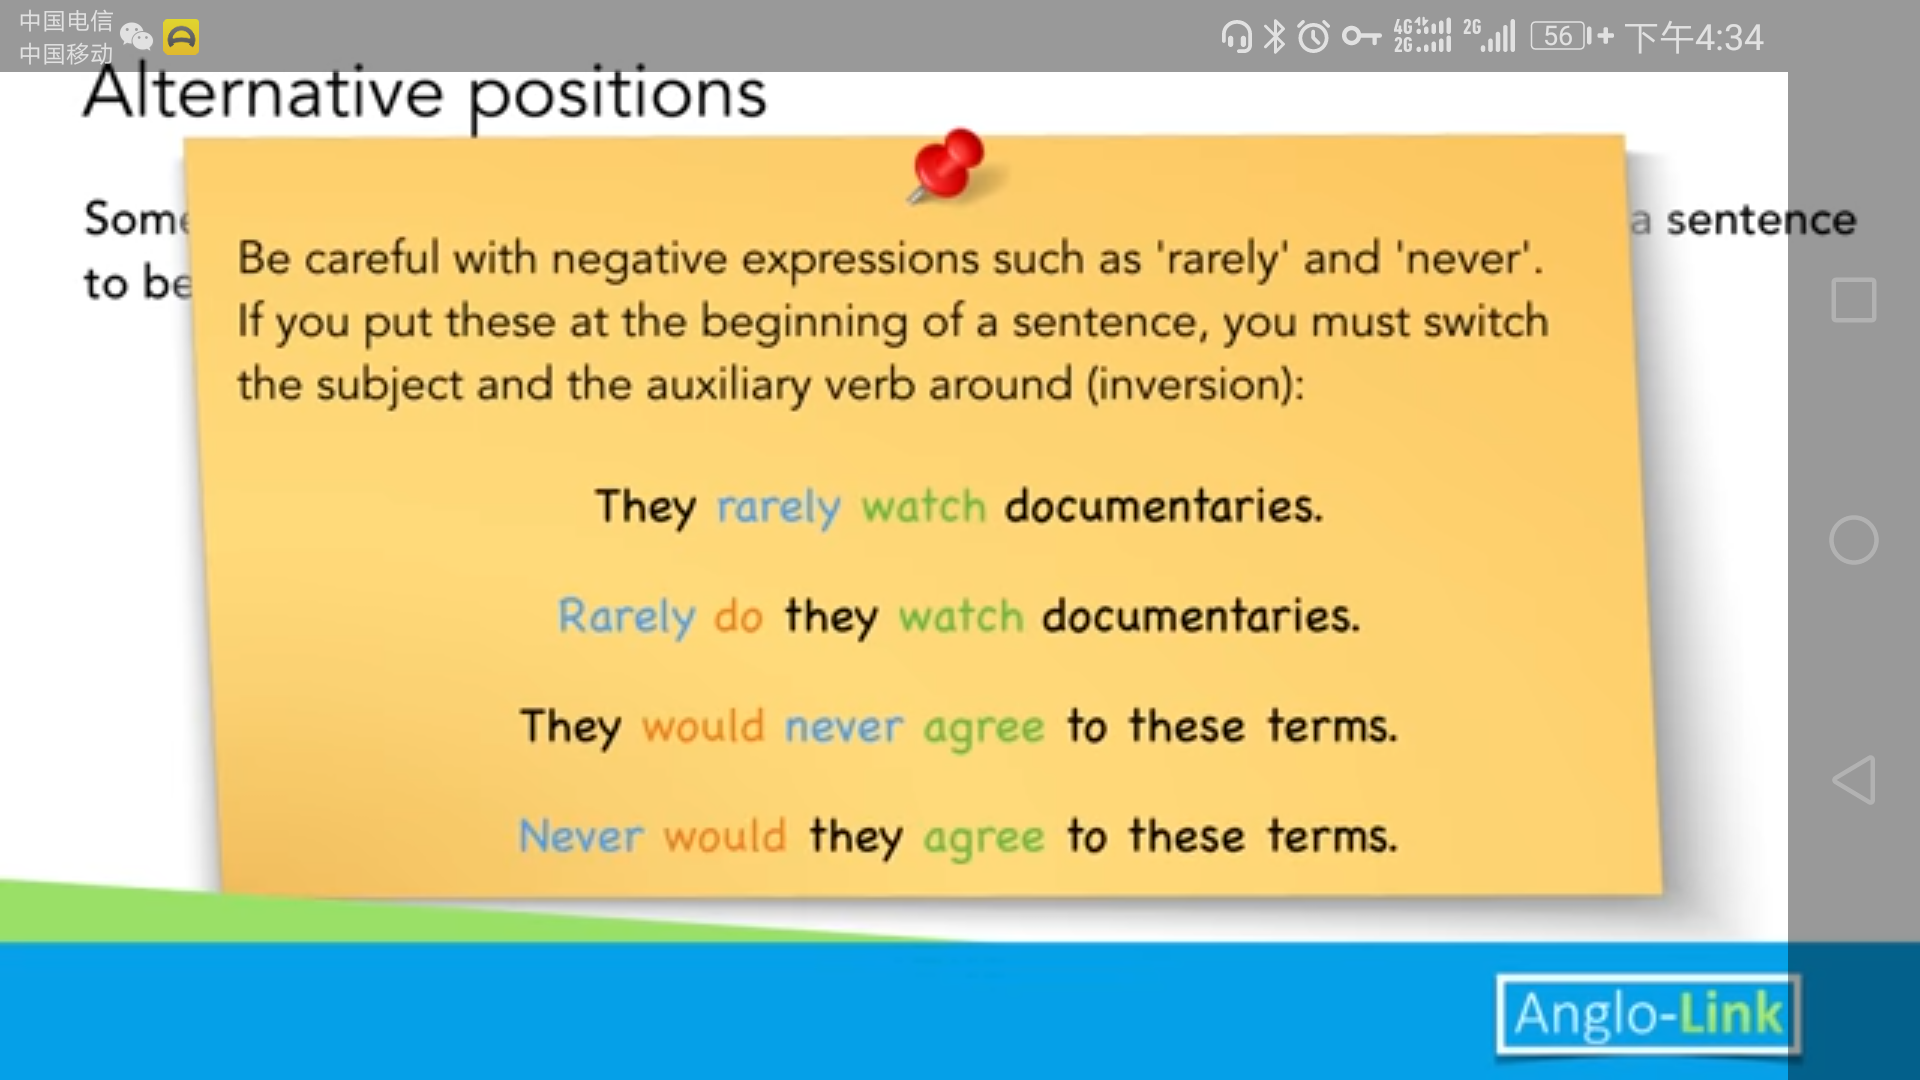 中国电信
中国移动
4G 2G 2G 56 下午4:34
Alternative positions
Some a sentence
to be
Be careful with negative expressions such as 'rarely' and 'never'.
If you put these at the beginning of a sentence, you must switch
the subject and the auxiliary verb around (inversion):
They rarely watch documentaries.
Rarely do they watch documentaries.
They would never agree to these terms.
Never would they agree to these terms.
Anglo-Link